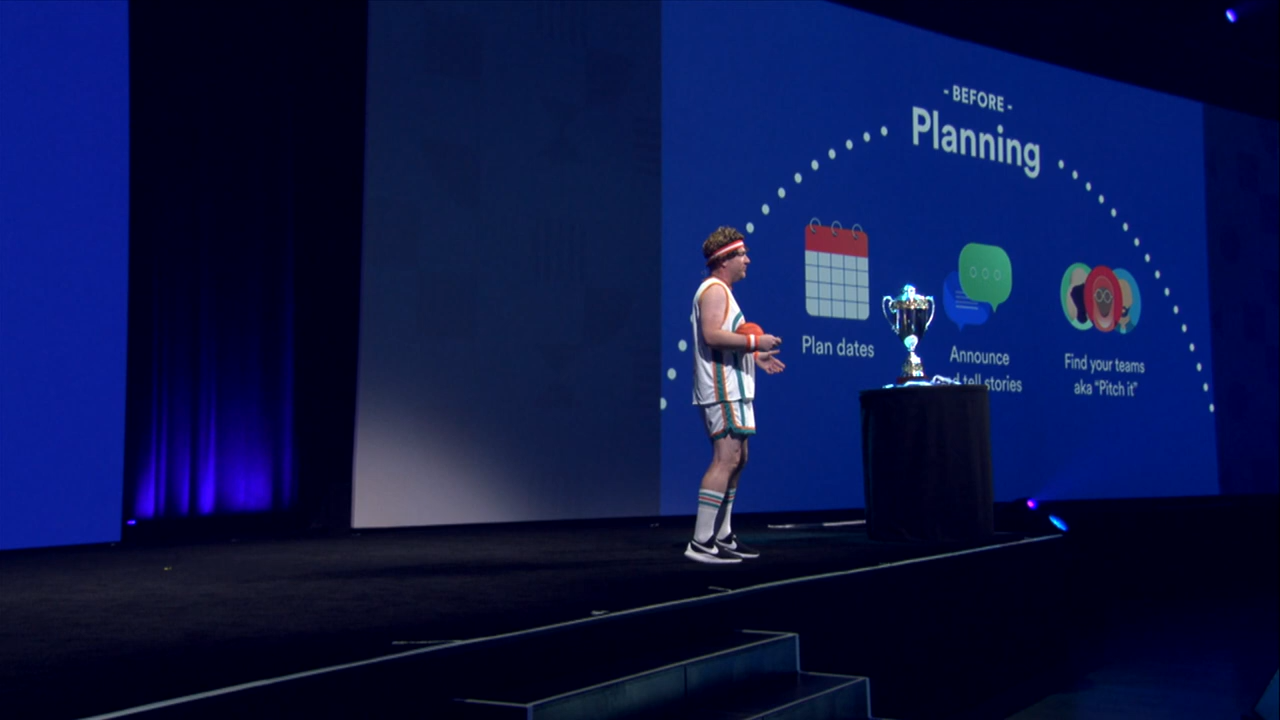 - BEFORE -
Planning
Plan dates
Announce
tell stories
Find your teams
aka "Pitch it"